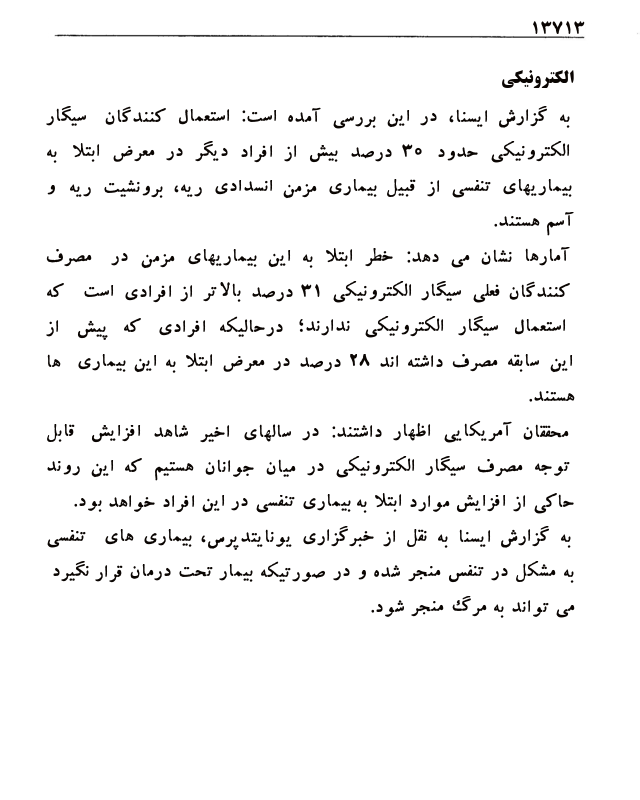 ۱۳۷۱۳
الکترونیکی
به گزارش ایسنا، در این بررسی آمده است: استعمال کنندگان سیگار
الکترونیکی حدود ۳۰ درصد بیش از افراد دیگر در معرض ابتلا به
بیماریهای تنفسی از قبیل بیماری مزمن انسدادی ریه، برونشیت ریه و
آسم هستند.
آمارها نشان می دهد: خطر ابتلا به این بیماریهای مزمن در مصرف
کنندگان فعلی سیگار الکترونیکی ۳۱ درصد بالاتر از افرادی است که
استعمال سیگار الکترونیکی ندارند؛ درحالیکه افرادی که پیش از
این سابقه مصرف داشته اند ۲۸ درصد در معرض ابتلا به این بیماری ها
هستند.
محققان آمریکایی اظهار داشتند: در سالهای اخیر شاهد افزایش قابل
توجه مصرف سیگار الکترونیکی در میان جوانان هستیم که این روند
حاکی از افزایش موارد ابتلا به بیماری تنفسی در این افراد خواهد بود.
به گزارش ایسنا به نقل از خبرگزاری یونایتدپرس، بیماری های تنفسی
به مشکل در تنفس منجر شده و در صورتیکه بیمار تحت درمان قرار نگیرد
می تواند به مرگ منجر شود.